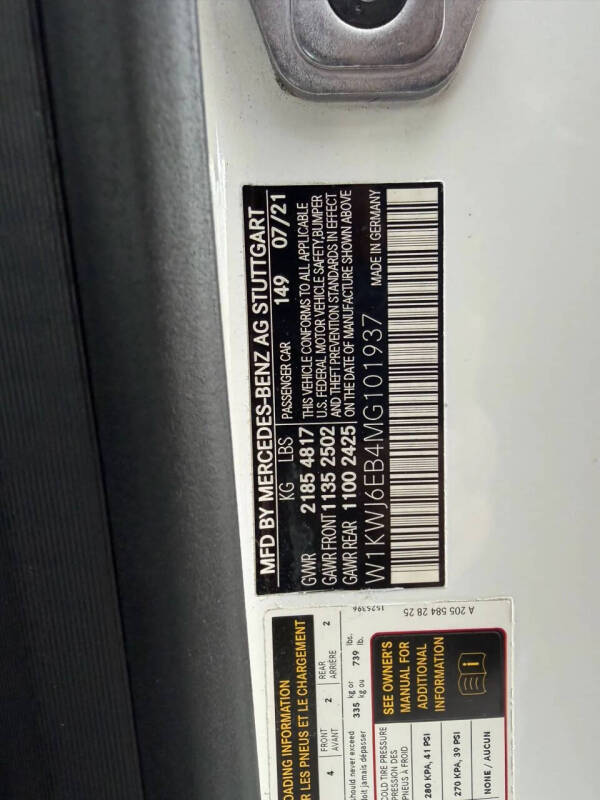 MFD BY MERCEDES-BENZ AG STUTTGART
KG LBS PASSENGER CAR 149 07/21
GVWR 2185 4817 THIS VEHICLE CONFORMS TO ALL APPLICABLE
U.S. FEDERAL MOTOR VEHICLE SAFETY,BUMPER
GAWR FRONT 1135 2502 AND THEFT PREVENTION STANDARDS IN EFFECT
GAWR REAR 1100 2425 ON THE DATE OF MANUFACTURE SHOWN ABOVE
W1KWJ6EB4MG101937 MADE IN GERMANY
1525396
A 205 584 28 25
OADING INFORMATION
R LES PNEUS ET LE CHARGEMENT
4 FRONT 2 REAR 2
AVANT ARRIÈRE
should never exceed 335 kg or 739 lbs.
doit jamais dépasser kg ou lb.
COLD TIRE PRESSURE
PRESSION DES
PNEUS À FROID
280 KPA, 41 PSI
270 KPA, 39 PSI
NONE / AUCUN
SEE OWNER'S
MANUAL FOR
ADDITIONAL
INFORMATION